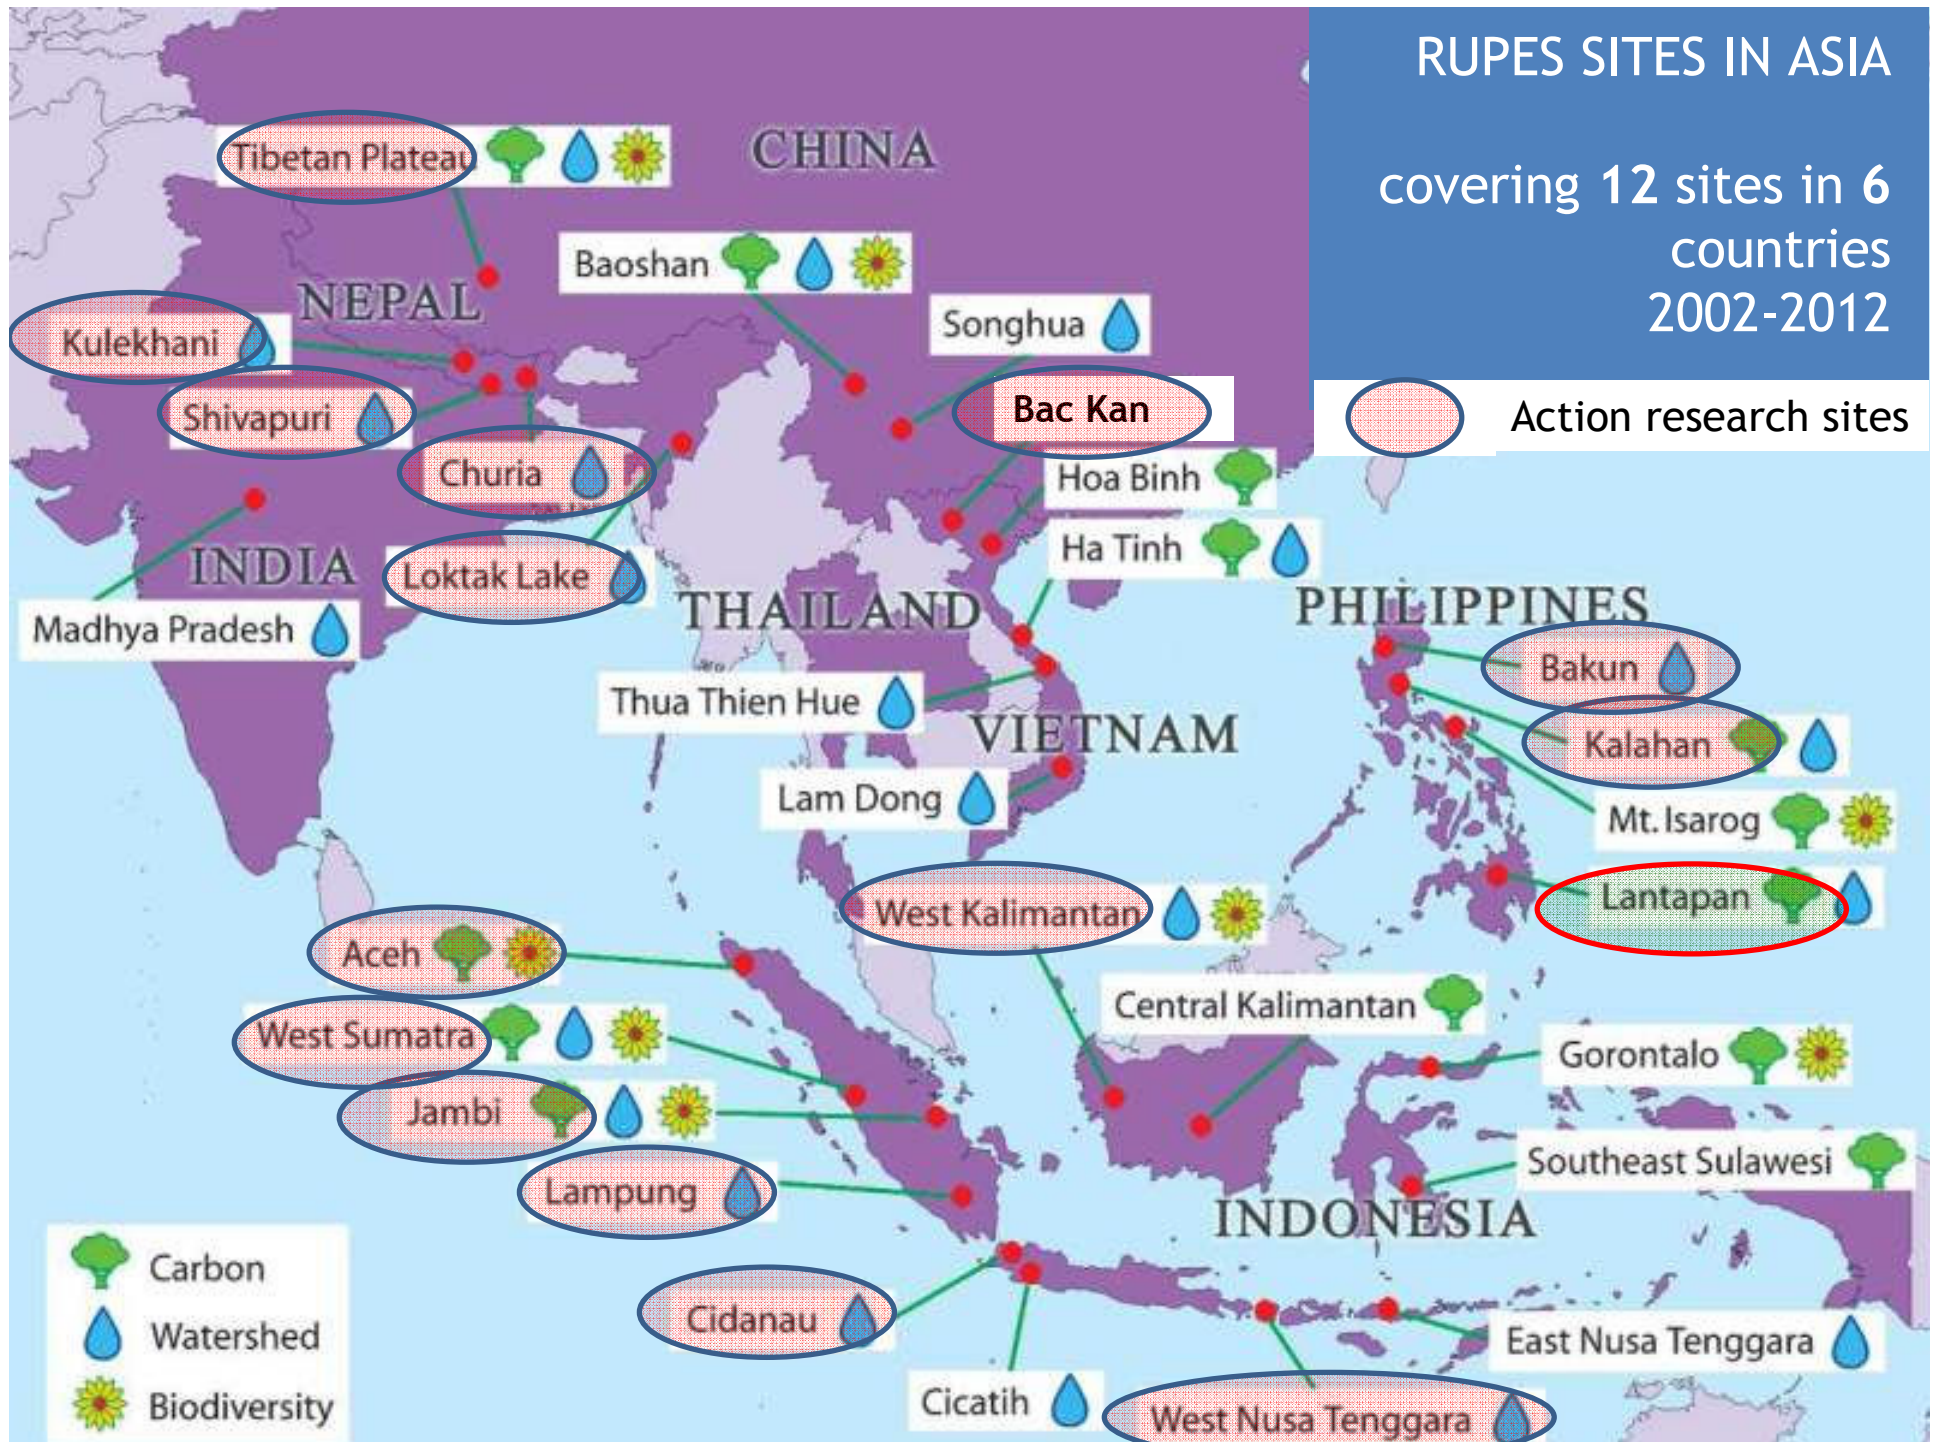 RUPES SITES IN ASIA
covering 12 sites in 6
countries
2002-2012
Action research sites
CHINA
Tibetan Plateau
Baoshan
NEPAL
Songhua
Kulekhani
Shivapuri
Bac Kan
Churia
Hoa Binh
Ha Tinh
INDIA
Loktak Lake
THAILAND
PHILIPPINES
Madhya Pradesh
Bakun
Thua Thien Hue
VIETNAM
Kalahan
Lam Dong
Mt. Isarog
Lantapan
West Kalimantan
Aceh
Central Kalimantan
West Sumatra
Gorontalo
Jambi
Southeast Sulawesi
Lampung
INDONESIA
Carbon
Watershed
Biodiversity
Cidanau
East Nusa Tenggara
Cicatih
West Nusa Tenggara